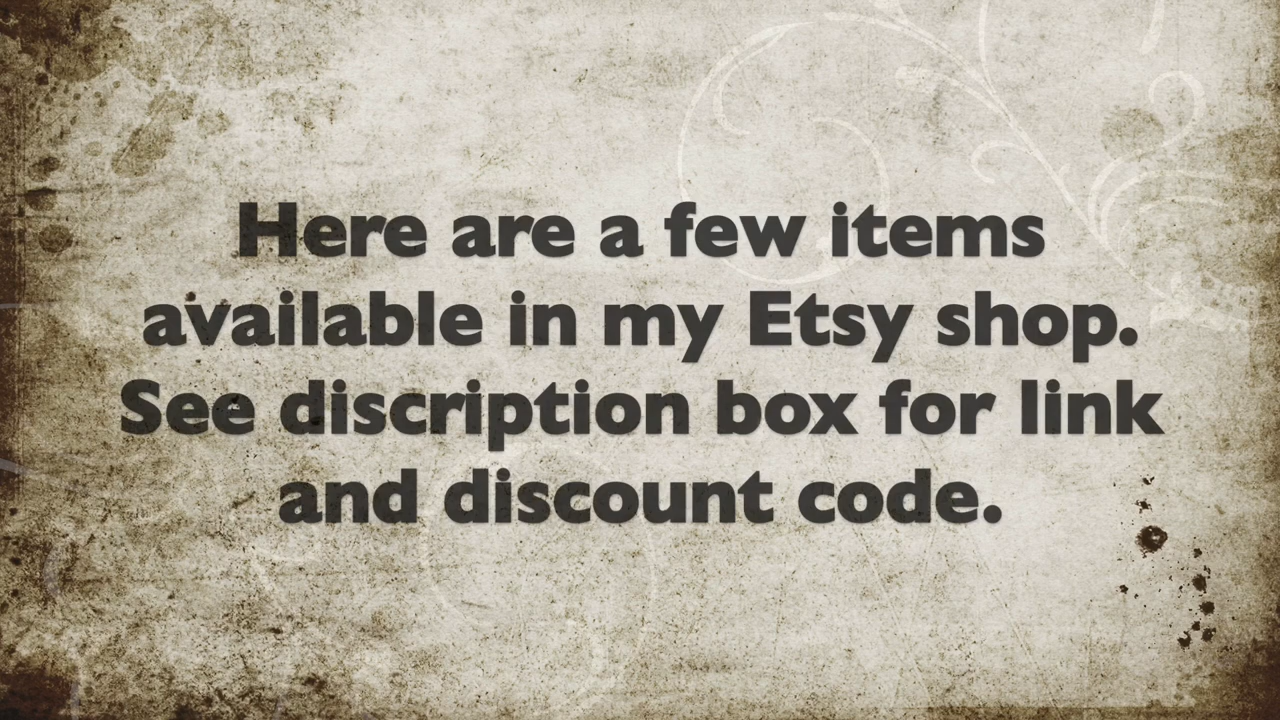 Here are a few items
available in my Etsy shop.
See discription box for link
and discount code.